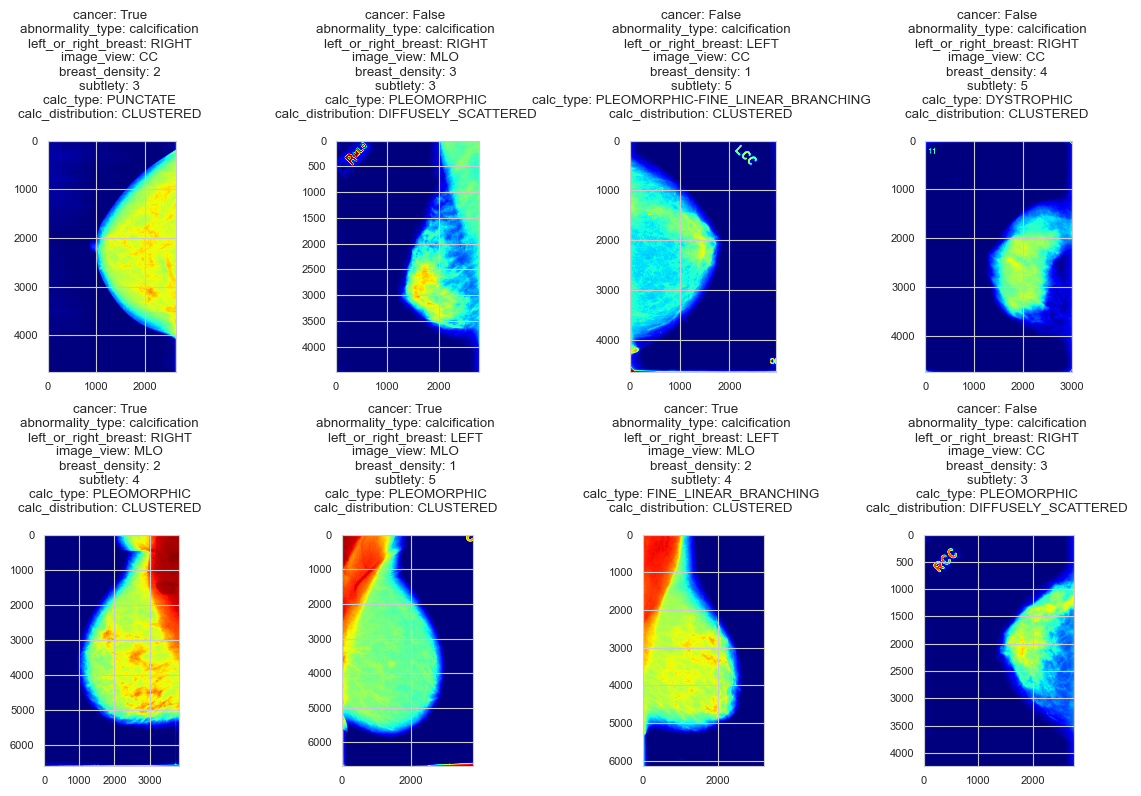 cancer: True
abnormality_type: calcification
left_or_right_breast: RIGHT
image_view: CC
breast_density: 2
subtlety: 3
calc_type: PUNCTATE
calc_distribution: CLUSTERED
0
1000
2000
3000
4000
0 1000 2000
cancer: False
abnormality_type: calcification
left_or_right_breast: RIGHT
image_view: MLO
breast_density: 3
subtlety: 3
calc_type: PLEOMORPHIC
calc_distribution: DIFFUSELY_SCATTERED
0
500
1000
1500
2000
2500
3000
3500
4000
0 1000 2000
cancer: False
abnormality_type: calcification
left_or_right_breast: LEFT
image_view: CC
breast_density: 1
subtlety: 5
calc_type: PLEOMORPHIC-FINE_LINEAR_BRANCHING
calc_distribution: CLUSTERED
LCC
0
1000
2000
3000
4000
0 1000 2000
cancer: False
abnormality_type: calcification
left_or_right_breast: RIGHT
image_view: CC
breast_density: 4
subtlety: 5
calc_type: DYSTROPHIC
calc_distribution: CLUSTERED
11
0
1000
2000
3000
4000
0 1000 2000 3000
cancer: True
abnormality_type: calcification
left_or_right_breast: RIGHT
image_view: MLO
breast_density: 2
subtlety: 4
calc_type: PLEOMORPHIC
calc_distribution: CLUSTERED
0
1000
2000
3000
4000
5000
6000
0 1000 2000 3000
cancer: True
abnormality_type: calcification
left_or_right_breast: LEFT
image_view: MLO
breast_density: 1
subtlety: 5
calc_type: PLEOMORPHIC
calc_distribution: CLUSTERED
0
1000
2000
3000
4000
5000
6000
0 2000
cancer: True
abnormality_type: calcification
left_or_right_breast: LEFT
image_view: MLO
breast_density: 2
subtlety: 4
calc_type: FINE_LINEAR_BRANCHING
calc_distribution: CLUSTERED
0
1000
2000
3000
4000
5000
6000
0 2000
cancer: False
abnormality_type: calcification
left_or_right_breast: RIGHT
image_view: CC
breast_density: 3
subtlety: 3
calc_type: PLEOMORPHIC
calc_distribution: DIFFUSELY_SCATTERED
RCC
0
500
1000
1500
2000
2500
3000
3500
4000
0 2000